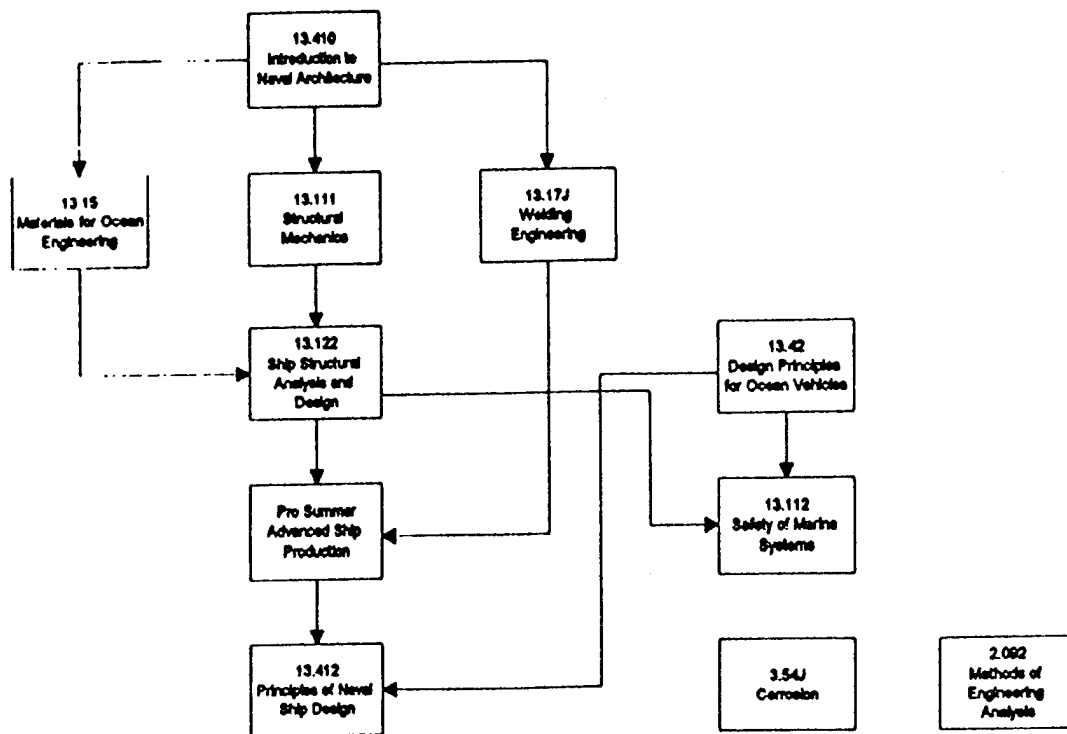 13.410
Introduction to
Naval Architecture
13.15
Materials for Ocean
Engineering
13.111
Structural
Mechanics
13.17J
Welding
Engineering
13.122
Ship Structural
Analysis and
Design
13.42
Design Principles
for Ocean Vehicles
Pro Summer
Advanced Ship
Production
13.112
Safety of Marine
Systems
13.412
Principles of Naval
Ship Design
3.54J
Corrosion
2.092
Methods of
Engineering
Analysis